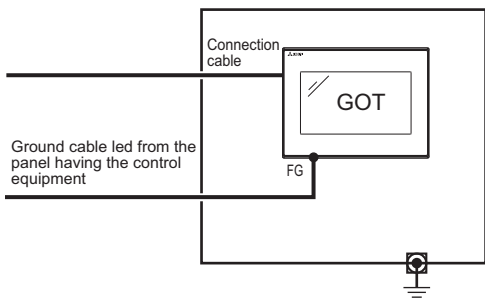 Connection
cable
GOT
Ground cable led from the
panel having the control
equipment
FG